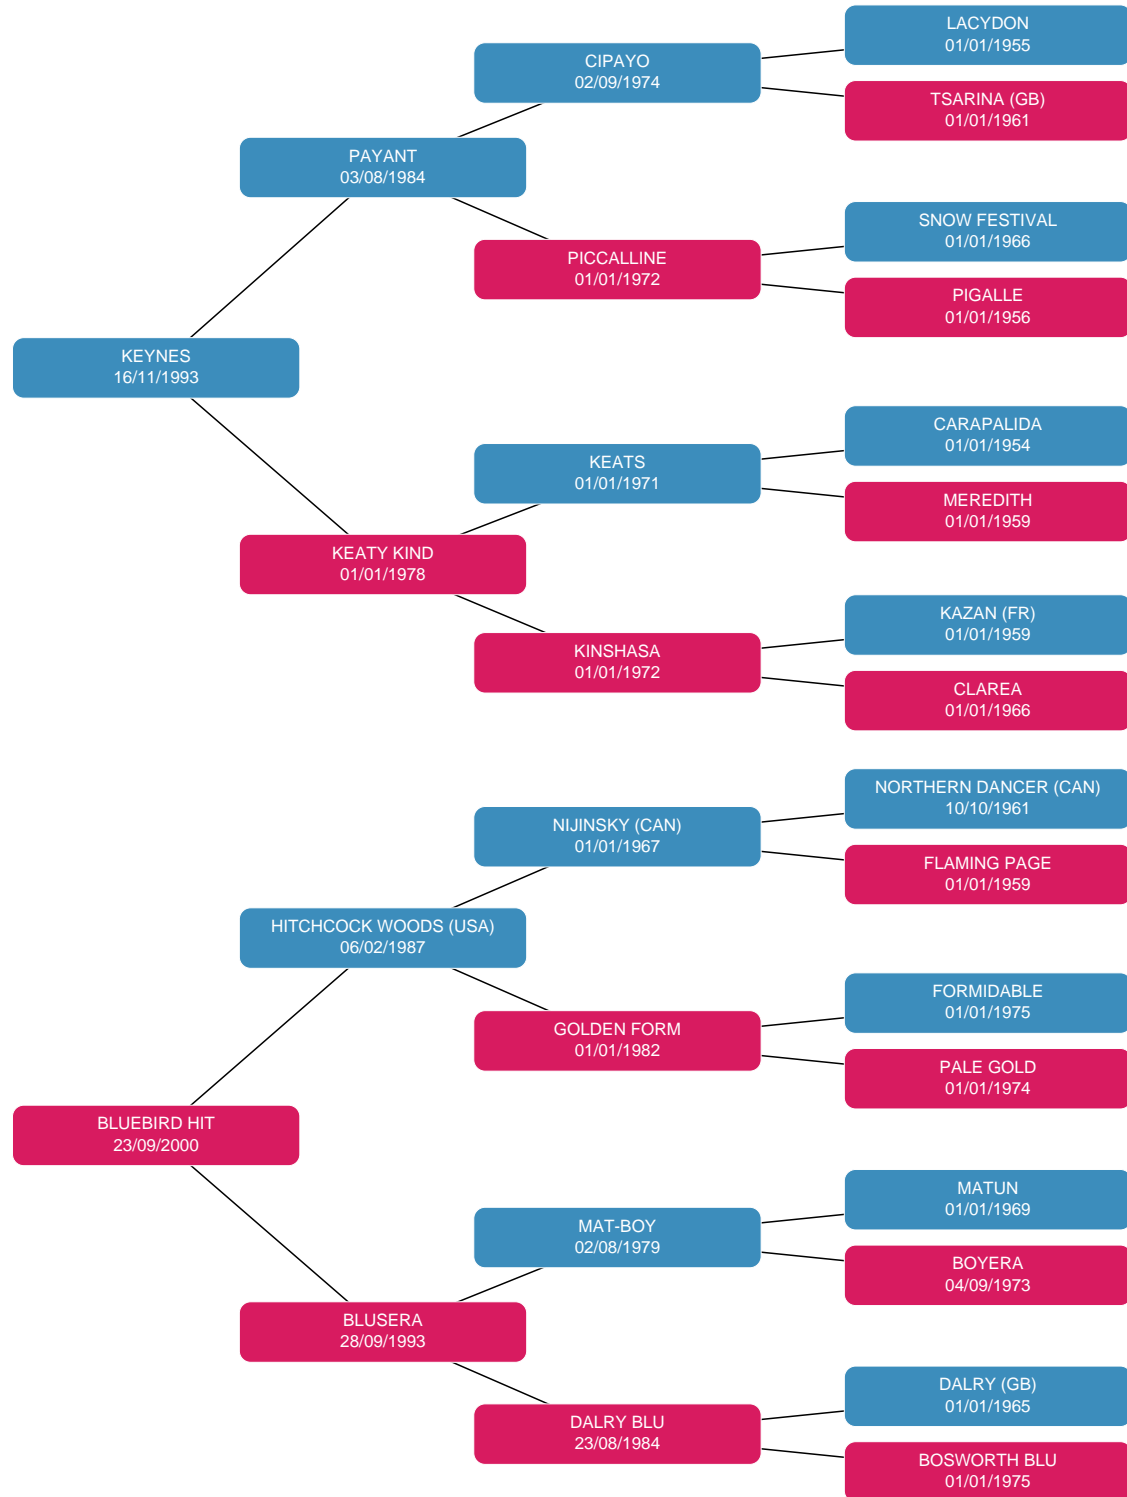 LACYDON
01/01/1955
CIPAYO
02/09/1974
TSARINA (GB)
01/01/1961
PAYANT
03/08/1984
SNOW FESTIVAL
01/01/1966
PICCALLINE
01/01/1972
PIGALLE
01/01/1956
KEYNES
16/11/1993
CARAPALIDA
01/01/1954
KEATS
01/01/1971
MEREDITH
01/01/1959
KEATY KIND
01/01/1978
KAZAN (FR)
01/01/1959
KINSHASA
01/01/1972
CLAREA
01/01/1966
NORTHERN DANCER (CAN)
10/10/1961
NIJINSKY (CAN)
01/01/1967
FLAMING PAGE
01/01/1959
HITCHCOCK WOODS (USA)
06/02/1987
FORMIDABLE
01/01/1975
GOLDEN FORM
01/01/1982
PALE GOLD
01/01/1974
BLUEBIRD HIT
23/09/2000
MATUN
01/01/1969
MAT-BOY
02/08/1979
BOYERA
04/09/1973
BLUSERA
28/09/1993
DALRY (GB)
01/01/1965
DALRY BLU
23/08/1984
BOSWORTH BLU
01/01/1975